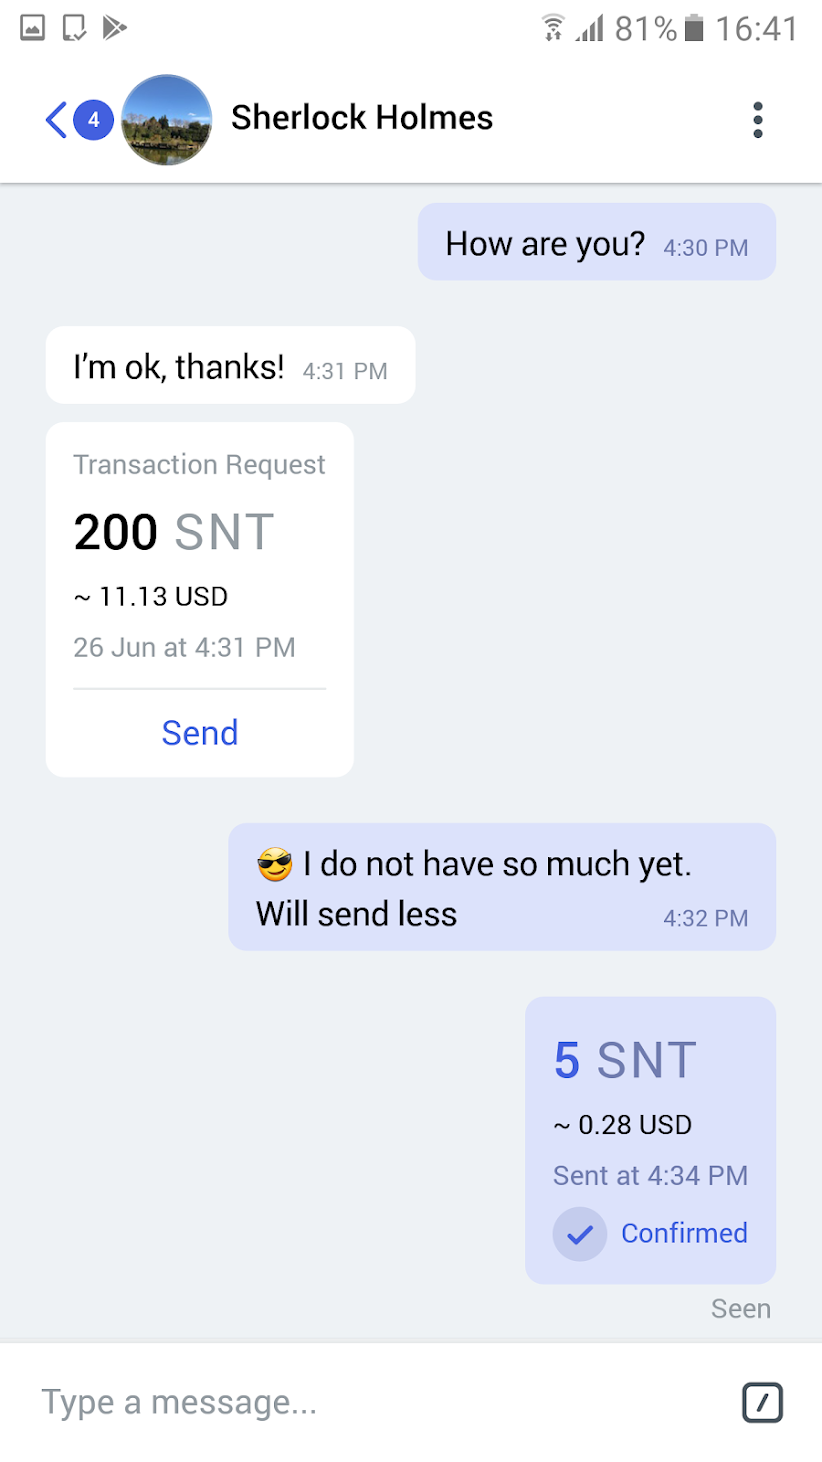 81% 16:41
4 Sherlock Holmes
How are you? 4:30 PM
I’m ok, thanks! 4:31 PM
Transaction Request
200 SNT
~ 11.13 USD
26 Jun at 4:31 PM
Send
😎 I do not have so much yet.
Will send less 4:32 PM
5 SNT
~ 0.28 USD
Sent at 4:34 PM
Confirmed
Seen
Type a message...
/